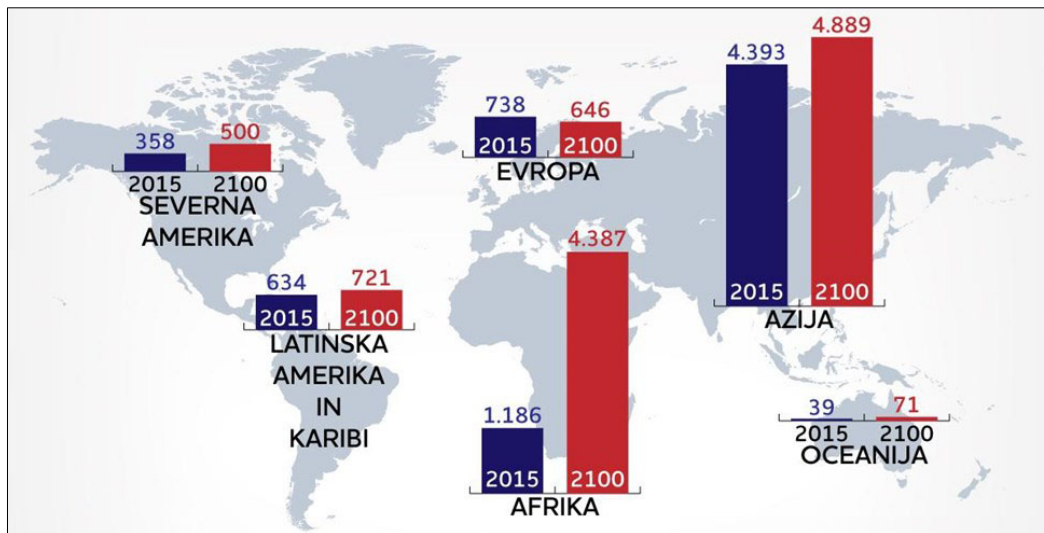 358 500
2015 2100
SEVERNA
AMERIKA
634 721
2015 2100
LATINSKA
AMERIKA
IN
KARIBI
738 646
2015 2100
EVROPA
1.186 4.387
2015 2100
AFRIKA
4.393 4.889
2015 2100
AZIJA
39 71
2015 2100
OCEANIJA